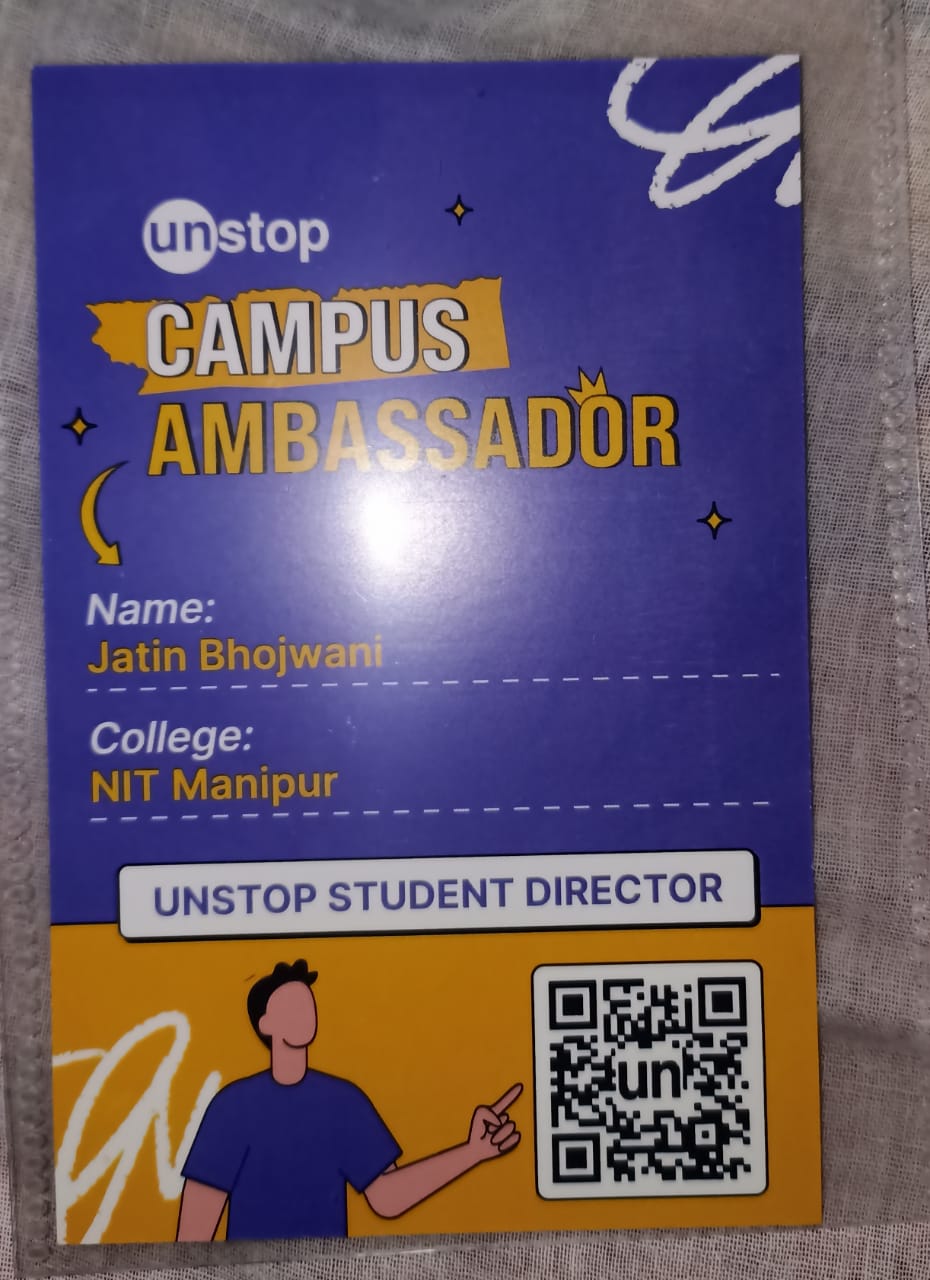 unstop
CAMPUS
AMBASSADOR
Name:
Jatin Bhojwani
College:
NIT Manipur
UNSTOP STUDENT DIRECTOR
un